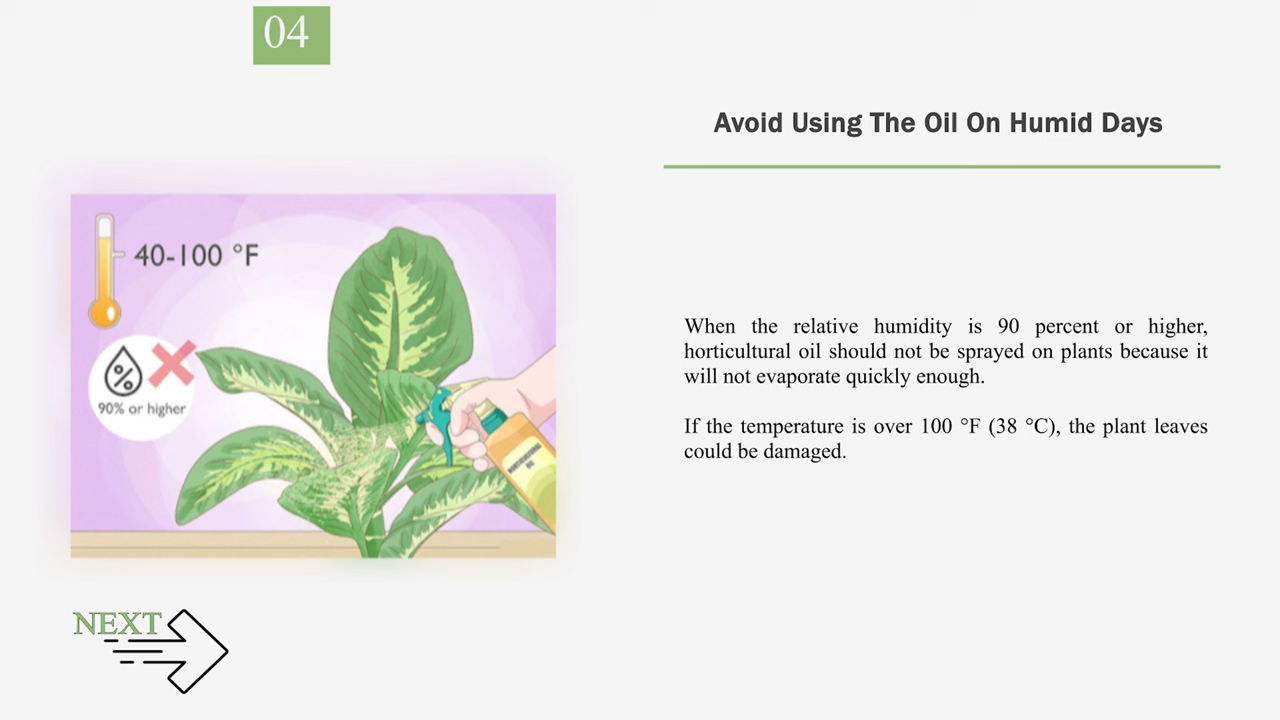 04
Avoid Using The Oil On Humid Days
40-100 °F
90% or higher
HORTICULTURAL
OIL
When the relative humidity is 90 percent or higher,
horticultural oil should not be sprayed on plants because it
will not evaporate quickly enough.
If the temperature is over 100 °F (38 °C), the plant leaves
could be damaged.
NEXT